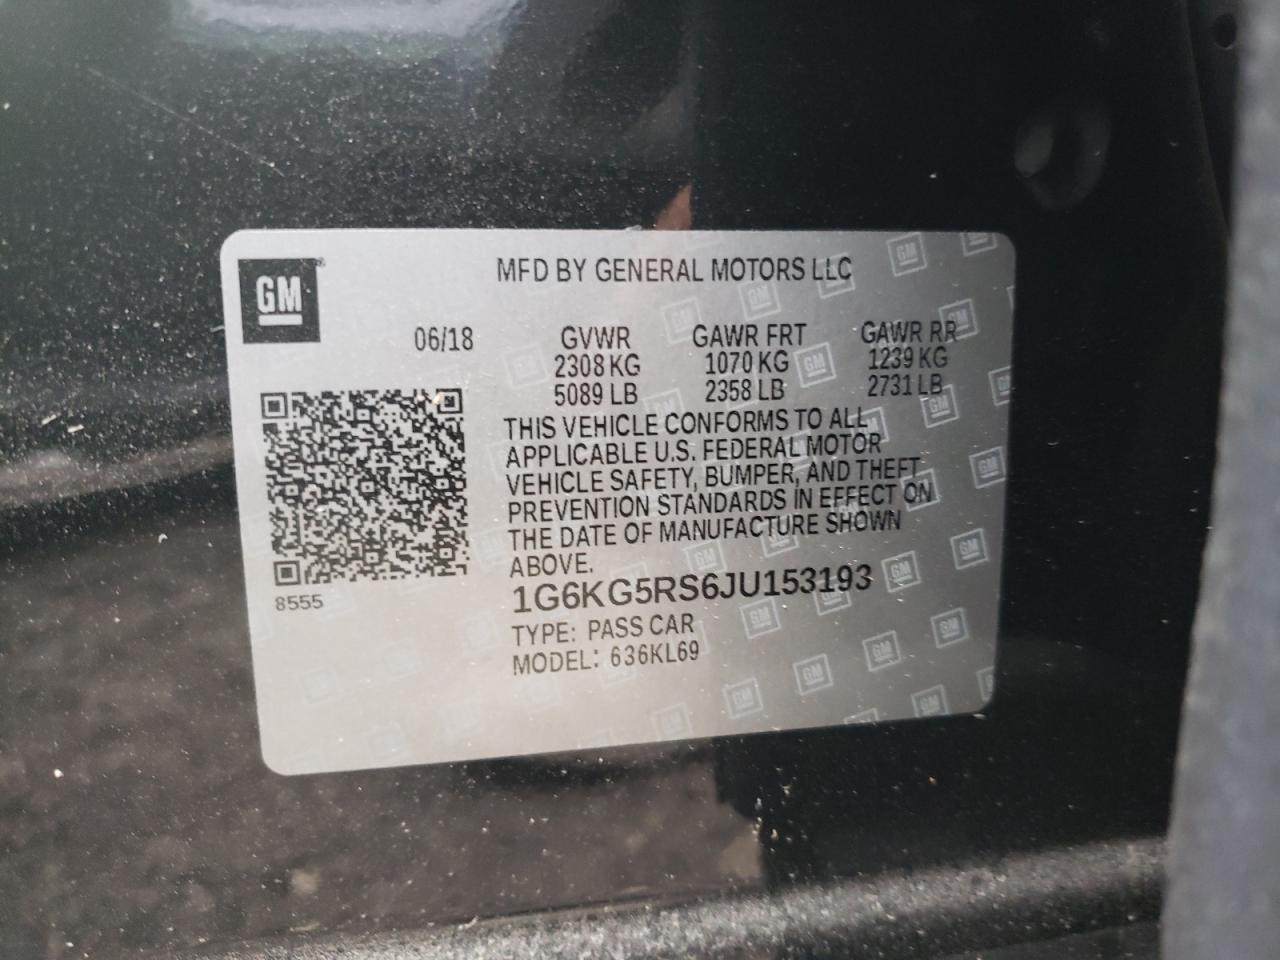 GM
MFD BY GENERAL MOTORS LLC
06/18
GVWR GAWR FRT GAWR RR
2308 KG 1070 KG 1239 KG
5089 LB 2358 LB 2731 LB
THIS VEHICLE CONFORMS TO ALL
APPLICABLE U.S. FEDERAL MOTOR
VEHICLE SAFETY, BUMPER, AND THEFT
PREVENTION STANDARDS IN EFFECT ON
THE DATE OF MANUFACTURE SHOWN
ABOVE.
8555
1G6KG5RS6JU153193
TYPE: PASS CAR
MODEL: 636KL69